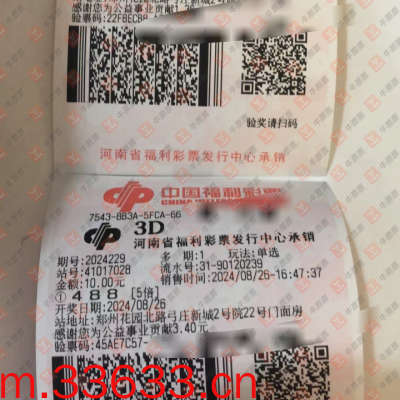 感谢您为公益事业贡献
验票码:22F8ECB8
验奖请扫码
河南省福利彩票发行中心承销
中国福利彩
CHINA WELFARE
7543-8B3A-5FCA-66
3D
河南省福利彩票发行中心承销
期号:2024229 多 期:1 玩法:单选
站号:41017028 流水号:31-90120239
金额:10.00元 销售时间:2024/08/26-16:47:37
①488 [5倍]
开奖日期:2024/08/26
站地址:郑州花园北路弓庄新城2号院22号门面房
感谢您为公益事业贡献3.40元
验票码:45AE7C57-
m.33633.cn